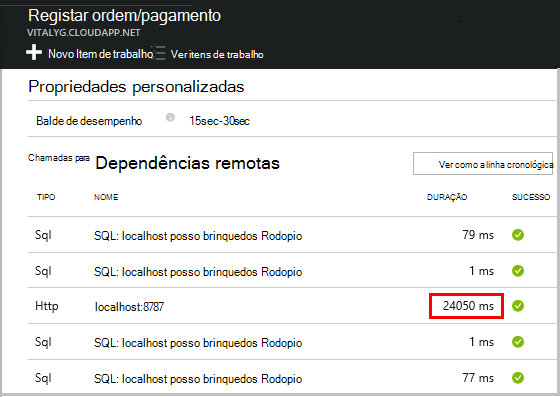 Registar ordem/pagamento
VITALYG.CLOUDAPP.NET
Novo Item de trabalho Ver itens de trabalho
Propriedades personalizadas
Balde de desempenho 15sec-30sec
Chamadas para Dependências remotas Ver como a linha cronológica
TIPO NOME DURAÇÃO SUCESSO
Sql SQL: localhost posso brinquedos Rodopio 79 ms
Sql SQL: localhost posso brinquedos Rodopio 1 ms
Http localhost:8787 24050 ms
Sql SQL: localhost posso brinquedos Rodopio 1 ms
Sql SQL: localhost posso brinquedos Rodopio 77 ms